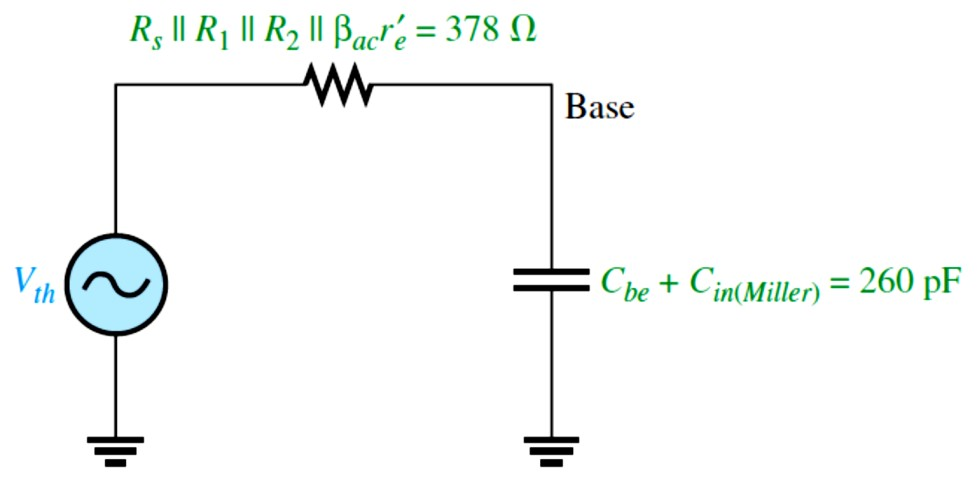 Rs || R1 || R2 || βacr′e = 378 Ω
Base
Vth
Cbe + Cin(Miller) = 260 pF